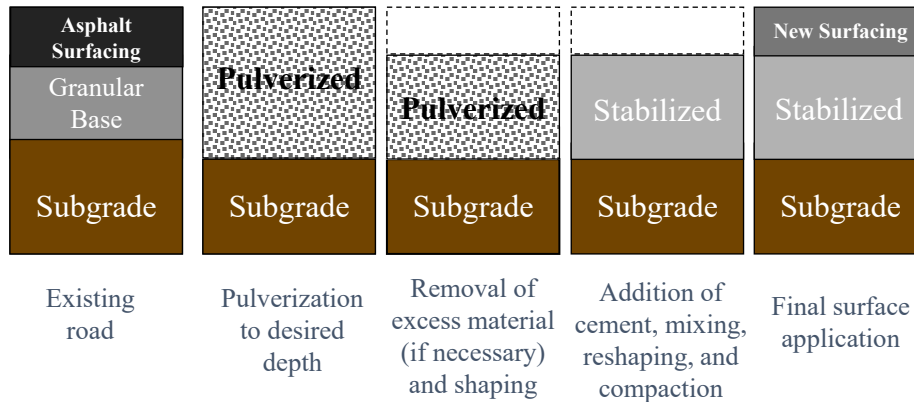 Asphalt
Surfacing
Granular
Base
Subgrade
Existing
road
Pulverized
Subgrade
Pulverization
to desired
depth
Pulverized
Subgrade
Removal of
excess material
(if necessary)
and shaping
Stabilized
Subgrade
Addition of
cement, mixing,
reshaping, and
compaction
New Surfacing
Stabilized
Subgrade
Final surface
application